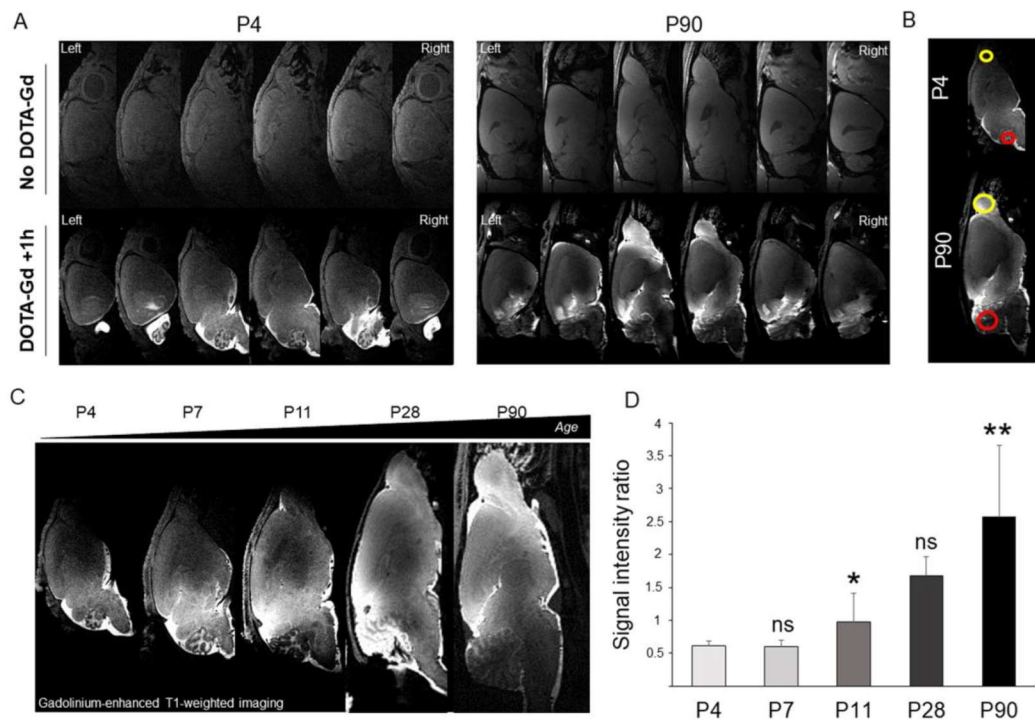 A
P4
P90
B
No DOTA-Gd
Left
Right
Left
Right
DOTA-Gd +1h
Left
Right
Left
Right
P4
P90
C
P4
P7
P11
P28
P90
Age
Gadolinium-enhanced T1-weighted imaging
D
Signal intensity ratio
4
3.5
3
2.5
2
1.5
1
0.5
ns
*
ns
**
P4
P7
P11
P28
P90